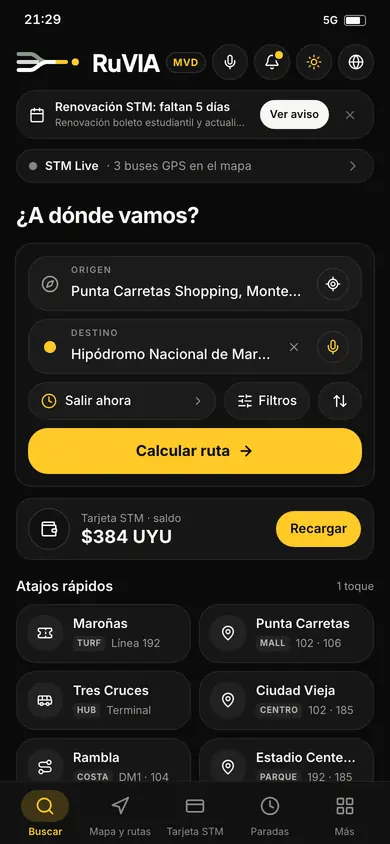 21:29
5G
RuVIA
MVD
Renovación STM: faltan 5 días
Renovación boleto estudiantil y actuali...
Ver aviso
STM Live · 3 buses GPS en el mapa
¿A dónde vamos?
ORIGEN
Punta Carretas Shopping, Monte...
DESTINO
Hipódromo Nacional de Mar...
Salir ahora
Filtros
Calcular ruta →
Tarjeta STM · saldo
$384 UYU
Recargar
Atajos rápidos
1 toque
Maroñas
TURF Línea 192
Punta Carretas
MALL 102 · 106
Tres Cruces
HUB Terminal
Ciudad Vieja
CENTRO 102 · 185
Rambla
COSTA DM1 · 104
Estadio Cente...
PARQUE 192 · 185
Buscar
Mapa y rutas
Tarjeta STM
Paradas
Más